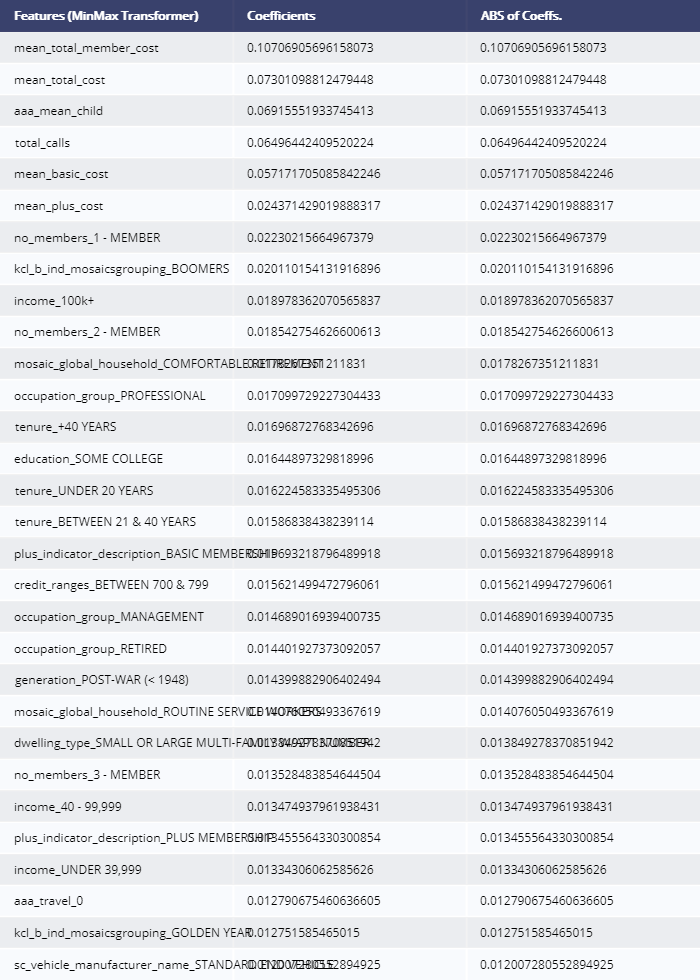 Features (MinMax Transformer) Coefficients ABS of Coeffs.
mean_total_member_cost 0.10706905696158073 0.10706905696158073
mean_total_cost 0.07301098812479448 0.07301098812479448
aaa_mean_child 0.06915551933745413 0.06915551933745413
total_calls 0.06496442409520224 0.06496442409520224
mean_basic_cost 0.057171705085842246 0.057171705085842246
mean_plus_cost 0.024371429019888317 0.024371429019888317
no_members_1 - MEMBER 0.02230215664967379 0.02230215664967379
kcl_b_ind_mosaicsgrouping_BOOMERS 0.020110154131916896 0.020110154131916896
income_100k+ 0.018978362070565837 0.018978362070565837
no_members_2 - MEMBER 0.018542754626600613 0.018542754626600613
mosaic_global_household_COMFORTABLE RETIREMENT 0.0178267351211831 0.0178267351211831
occupation_group_PROFESSIONAL 0.017099729227304433 0.017099729227304433
tenure_+40 YEARS 0.01696872768342696 0.01696872768342696
education_SOME COLLEGE 0.01644897329818996 0.01644897329818996
tenure_UNDER 20 YEARS 0.016224583335495306 0.016224583335495306
tenure_BETWEEN 21 & 40 YEARS 0.01586838438239114 0.01586838438239114
plus_indicator_description_BASIC MEMBERSHIP 0.015693218796489918 0.015693218796489918
credit_ranges_BETWEEN 700 & 799 0.015621499472796061 0.015621499472796061
occupation_group_MANAGEMENT 0.014689016939400735 0.014689016939400735
occupation_group_RETIRED 0.014401927373092057 0.014401927373092057
generation_POST-WAR (< 1948) 0.014399882906402494 0.014399882906402494
mosaic_global_household_ROUTINE SERVICE WORKERS 0.014076050493367619 0.014076050493367619
dwelling_type_SMALL OR LARGE MULTI-FAMILY W/APT NUMBER 0.013849278370851942 0.013849278370851942
no_members_3 - MEMBER 0.013528483854644504 0.013528483854644504
income_40 - 99,999 0.013474937961938431 0.013474937961938431
plus_indicator_description_PLUS MEMBERSHIP 0.013455564330300854 0.013455564330300854
income_UNDER 39,999 0.01334306062585626 0.01334306062585626
aaa_travel_0 0.012790675460636605 0.012790675460636605
kcl_b_ind_mosaicsgrouping_GOLDEN YEAR 0.012751585465015 0.012751585465015
sc_vehicle_manufacturer_name_STANDARD END VEHICLE 0.012007280552894925 0.012007280552894925